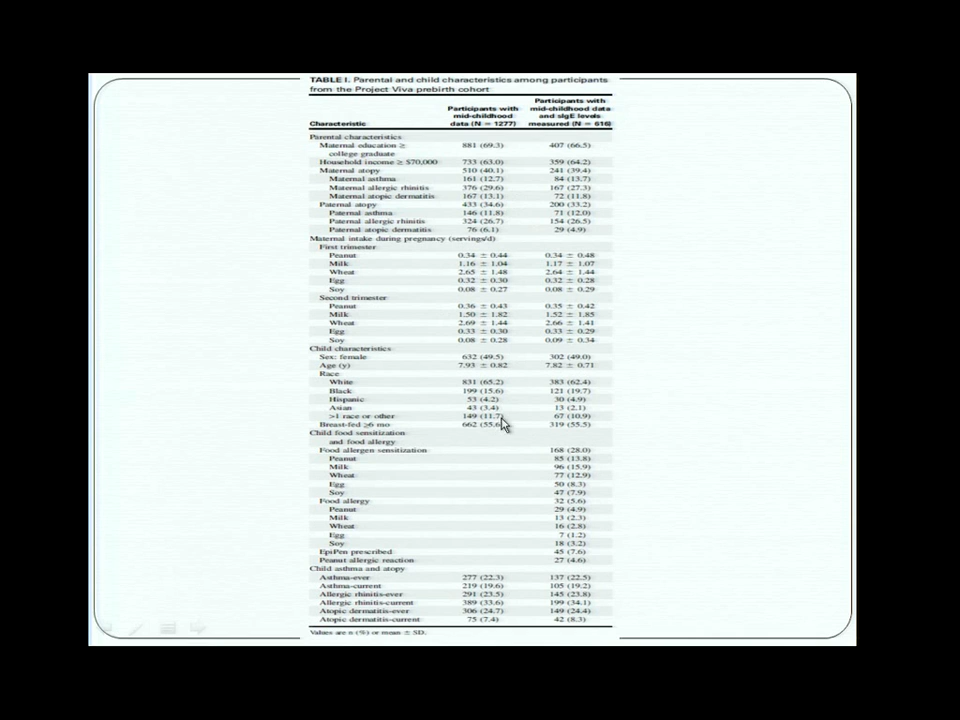 TABLE I. Parental and child characteristics among participants
from the Project Viva prebirth cohort
Characteristic Participants with mid-childhood data (N = 1277) Participants with mid-childhood data and sIgE levels measured (N = 616)
Parental characteristics
Maternal education ≥ college graduate 881 (69.3) 407 (66.5)
Household income ≥ $70,000 733 (63.0) 359 (64.2)
Maternal atopy 510 (40.1) 241 (39.4)
Maternal asthma 161 (12.7) 84 (13.7)
Maternal allergic rhinitis 376 (29.6) 167 (27.3)
Maternal atopic dermatitis 167 (13.1) 72 (11.8)
Paternal atopy 433 (34.6) 200 (33.2)
Paternal asthma 146 (11.8) 71 (12.0)
Paternal allergic rhinitis 324 (26.7) 154 (26.5)
Paternal atopic dermatitis 76 (6.1) 29 (4.9)
Maternal intake during pregnancy (servings/d)
First trimester
Peanut 0.34 ± 0.44 0.34 ± 0.48
Milk 1.16 ± 1.04 1.17 ± 1.07
Wheat 2.65 ± 1.48 2.64 ± 1.44
Egg 0.32 ± 0.30 0.32 ± 0.28
Soy 0.08 ± 0.27 0.08 ± 0.29
Second trimester
Peanut 0.36 ± 0.43 0.35 ± 0.42
Milk 1.50 ± 1.82 1.52 ± 1.85
Wheat 2.69 ± 1.44 2.66 ± 1.41
Egg 0.33 ± 0.30 0.33 ± 0.29
Soy 0.08 ± 0.28 0.09 ± 0.34
Child characteristics
Sex: female 632 (49.5) 302 (49.0)
Age (y) 7.93 ± 0.82 7.82 ± 0.71
Race
White 831 (65.2) 383 (62.4)
Black 199 (15.6) 121 (19.7)
Hispanic 53 (4.2) 30 (4.9)
Asian 43 (3.4) 13 (2.1)
>1 race or other 149 (11.7) 67 (10.9)
Breast-fed ≥6 mo 662 (55.6 319 (55.5)
Child food sensitization
and food allergy
Food allergen sensitization 168 (28.0)
Peanut 85 (13.8)
Milk 96 (15.9)
Wheat 77 (12.9)
Egg 50 (8.3)
Soy 47 (7.9)
Food allergy 32 (5.6)
Peanut 29 (4.9)
Milk 13 (2.3)
Wheat 16 (2.8)
Egg 7 (1.2)
Soy 18 (3.2)
EpiPen prescribed 45 (7.6)
Peanut allergic reaction 27 (4.6)
Child asthma and atopy
Asthma-ever 277 (22.3) 137 (22.5)
Asthma-current 219 (19.6) 105 (19.2)
Allergic rhinitis-ever 291 (23.5) 145 (23.8)
Allergic rhinitis-current 389 (33.6) 199 (34.1)
Atopic dermatitis-ever 306 (24.7) 149 (24.4)
Atopic dermatitis-current 75 (7.4) 42 (8.3)
Values are n (%) or mean ± SD.